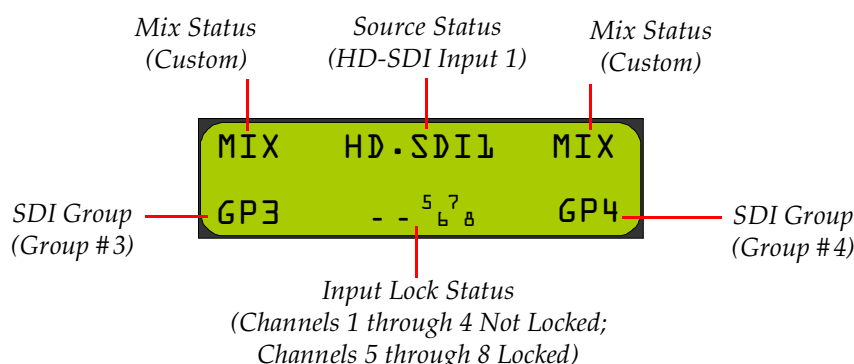 Mix Status
(Custom)
Source Status
(HD-SDI Input 1)
Mix Status
(Custom)
MIX HD.SDI1 MIX
GP3 - - 5 6 7 8 GP4
SDI Group
(Group #3)
SDI Group
(Group #4)
Input Lock Status
(Channels 1 through 4 Not Locked;
Channels 5 through 8 Locked)